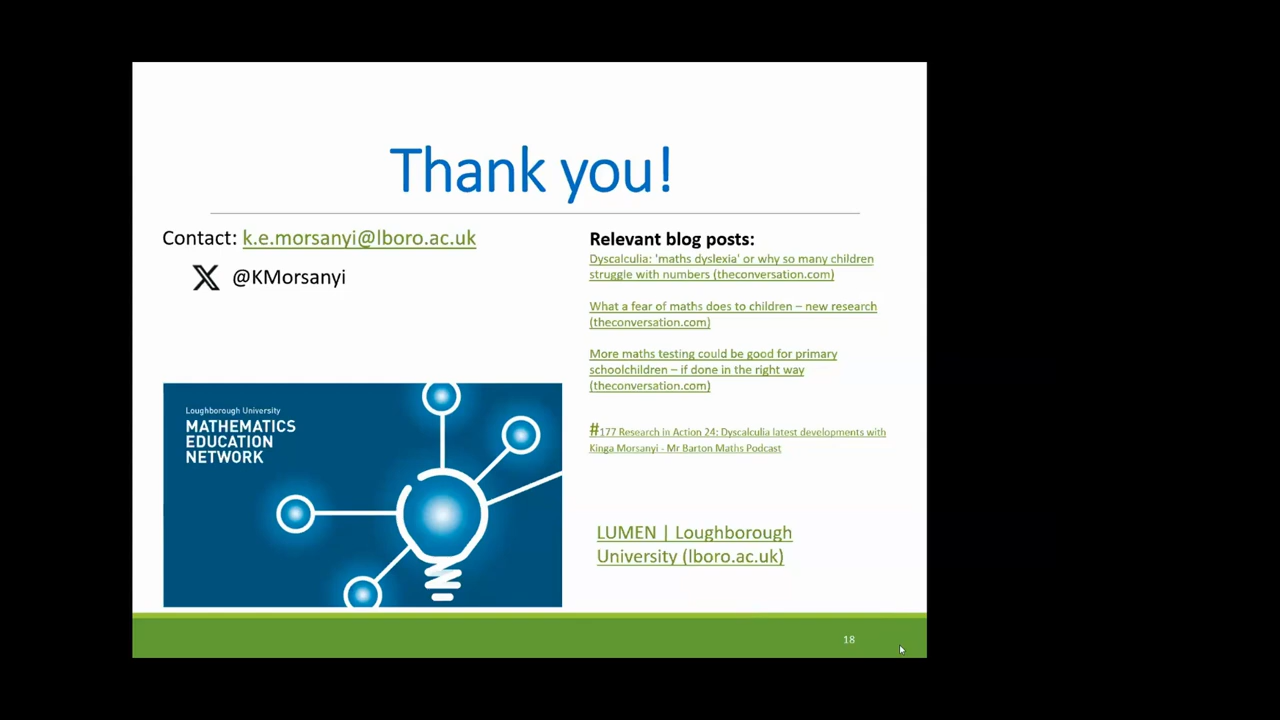 Thank you!
Contact: k.e.morsanyi@lboro.ac.uk
@KMorsanyi
Loughborough University
MATHEMATICS
EDUCATION
NETWORK
Relevant blog posts:
Dyscalculia: 'maths dyslexia' or why so many children
struggle with numbers (theconversation.com)
What a fear of maths does to children – new research
(theconversation.com)
More maths testing could be good for primary
schoolchildren – if done in the right way
(theconversation.com)
#177 Research in Action 24: Dyscalculia latest developments with
Kinga Morsanyi - Mr Barton Maths Podcast
LUMEN | Loughborough
University (lboro.ac.uk)
18